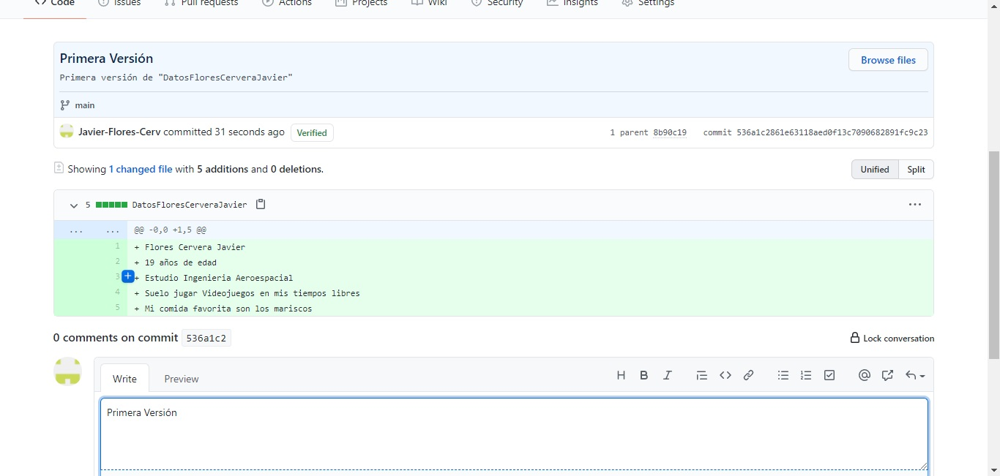 Code Issues Pull requests Actions Projects Wiki Security Insights Settings
Primera Versión
Browse files
Primera versión de "DatosFloresCerveraJavier"
main
Javier-Flores-Cerv committed 31 seconds ago Verified 1 parent 8b90c19 commit 536a1c2861e63118aed0f13c7090682891fc9c23
Showing 1 changed file with 5 additions and 0 deletions.
Unified Split
5 DatosFloresCerveraJavier
... ... @@ -0,0 +1,5 @@
1 + Flores Cervera Javier
2 + 19 años de edad
3 + Estudio Ingenieria Aeroespacial
4 + Suelo jugar Videojuegos en mis tiempos libres
5 + Mi comida favorita son los mariscos
0 comments on commit 536a1c2
Lock conversation
Write Preview
Primera Versión